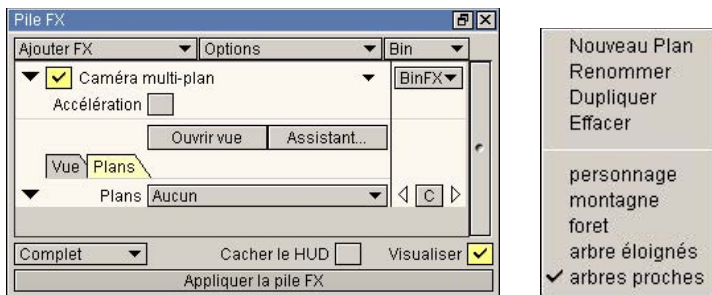 Pile FX
Ajouter FX Options Bin
Caméra multi-plan BinFX
Accélération
Ouvrir vue Assistant...
Vue Plans
Plans Aucun C
Complet Cacher le HUD Visualiser
Appliquer la pile FX
Nouveau Plan
Renommer
Dupliquer
Effacer
personnage
montagne
foret
arbre éloignés
arbres proches